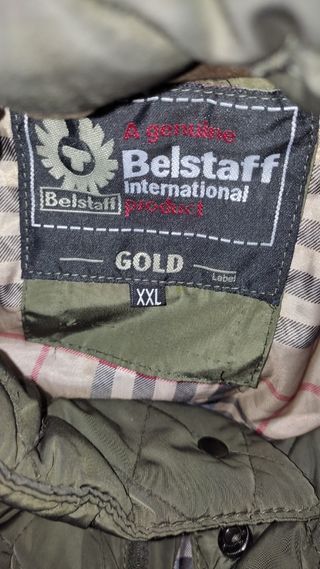 A genuine
Belstaff
International
product
Belstaff
GOLD
Label
XXL